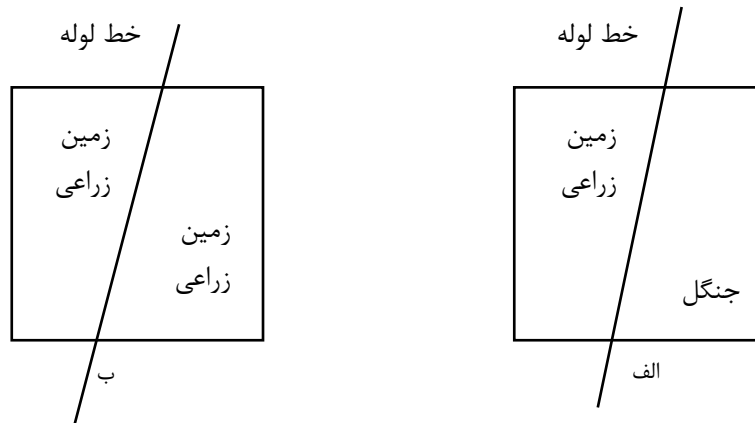 خط لوله
زمین
زراعی
جنگل
الف
خط لوله
زمین
زراعی
زمین
زراعی
ب